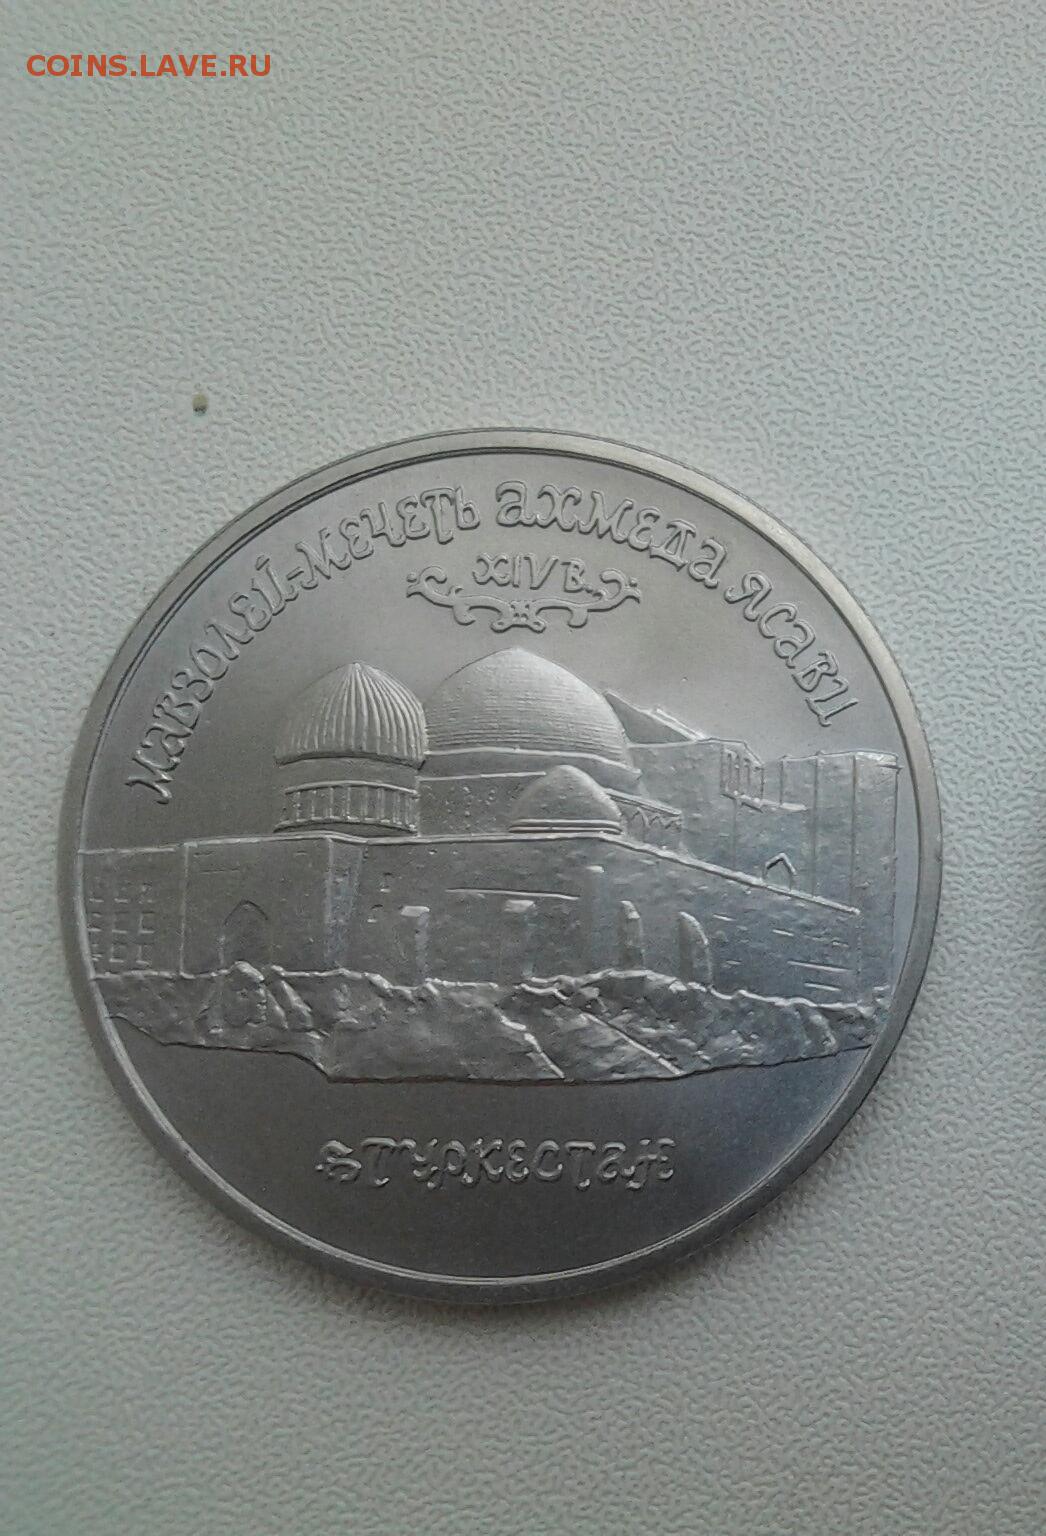 COINS.LAVE.RU
МАВЗОЛЕЙ-МЕЧЕТЬ АХМЕДА ЯСАВИ
XIV В.
г. ТУРКЕСТАН